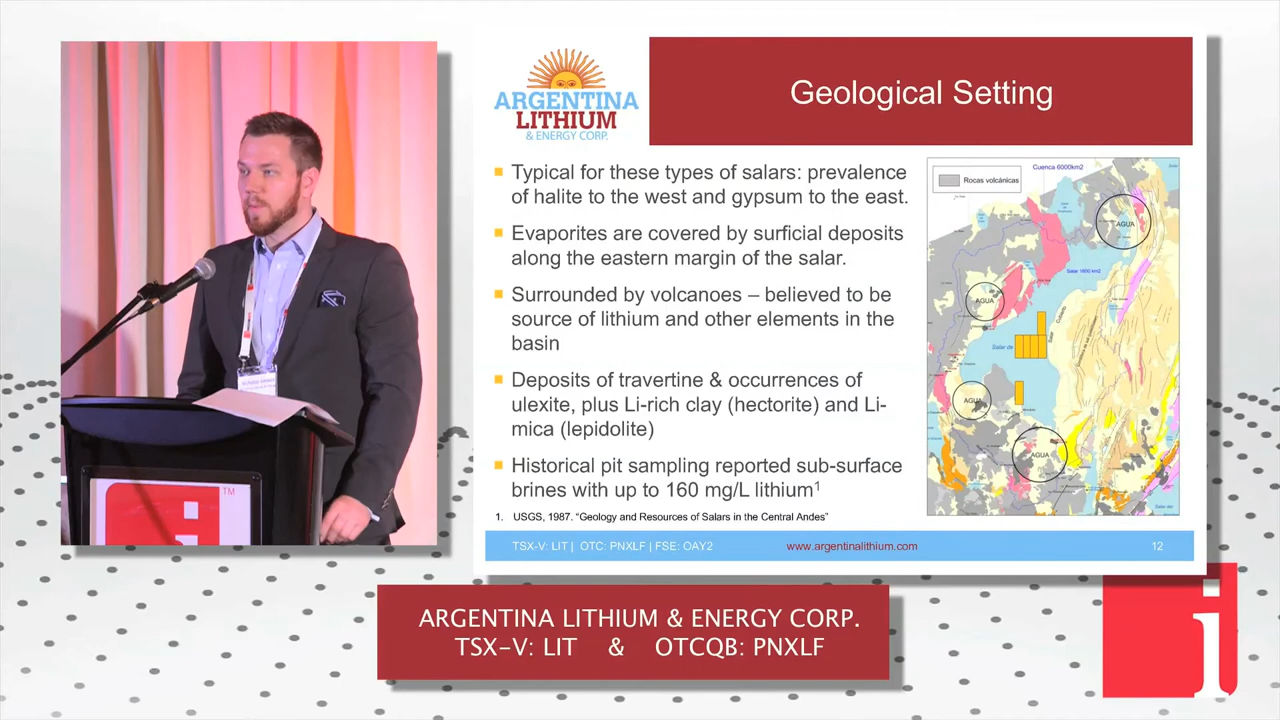 ARGENTINA
LITHIUM
& ENERGY CORP.
Geological Setting
Typical for these types of salars: prevalence
of halite to the west and gypsum to the east.
Evaporites are covered by surficial deposits
along the eastern margin of the salar.
Surrounded by volcanoes – believed to be
source of lithium and other elements in the
basin
Deposits of travertine & occurrences of
ulexite, plus Li-rich clay (hectorite) and Li-
mica (lepidolite)
Historical pit sampling reported sub-surface
brines with up to 160 mg/L lithium¹
1. USGS, 1987. “Geology and Resources of Salars in the Central Andes”
Cuenca 6000km2
Rocas volcánicas
AGUA
Salar 1600 km2
AGUA
Salar de
AGUA
AGUA
TSX-V: LIT | OTC: PNXLF | FSE: OAY2
www.argentinalithium.com
12
i
TM
ARGENTINA LITHIUM & ENERGY CORP.
TSX-V: LIT & OTCQB: PNXLF
i